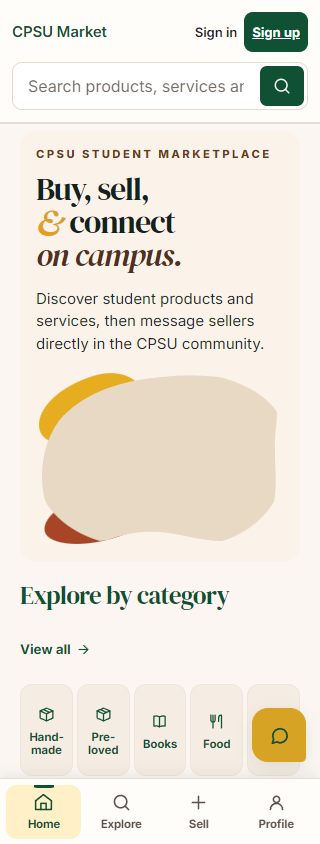 CPSU Market
Sign in
Sign up
Search products, services ar
CPSU STUDENT MARKETPLACE
Buy, sell,
& connect
on campus.
Discover student products and
services, then message sellers
directly in the CPSU community.
Explore by category
View all →
Hand-
made
Pre-
loved
Books
Food
Home
Explore
Sell
Profile